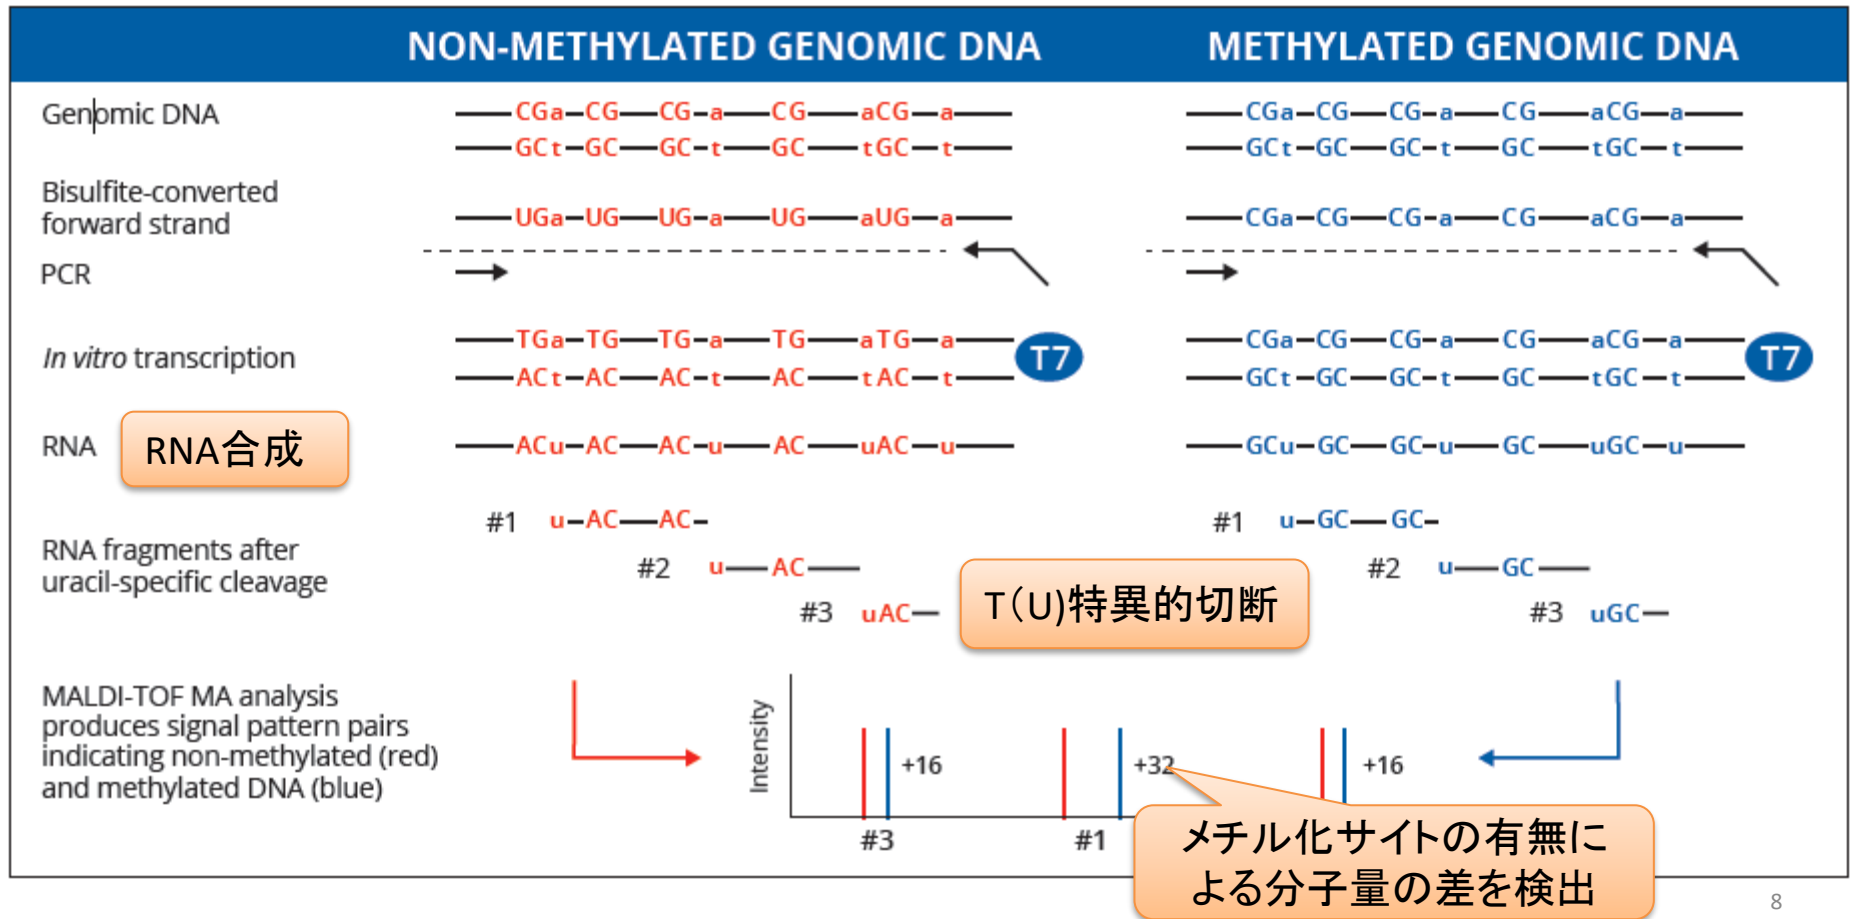 NON-METHYLATED GENOMIC DNA METHYLATED GENOMIC DNA
Genomic DNA
CGa CG CG a CG aCG a
GCt GC GC t GC tGC t
CGa CG CG a CG aCG a
GCt GC GC t GC tGC t
Bisulfite-converted
forward strand
UGa UG UG a UG aUG a
CGa CG CG a CG aCG a
PCR
In vitro transcription
TGa TG TG a TG aTG a
ACt AC AC t AC tAC t
T7
CGa CG CG a CG aCG a
GCt GC GC t GC tGC t
T7
RNA
RNA合成
ACu AC AC u AC uAC u
GCu GC GC u GC uGC u
RNA fragments after
uracil-specific cleavage
#1 u AC AC
#2 u AC
#3 uAC
T(U)特異的切断
#1 u GC GC
#2 u GC
#3 uGC
MALDI-TOF MA analysis
produces signal pattern pairs
indicating non-methylated (red)
and methylated DNA (blue)
Intensity
+16 +32 +16
#3 #1
メチル化サイトの有無に
よる分子量の差を検出
8